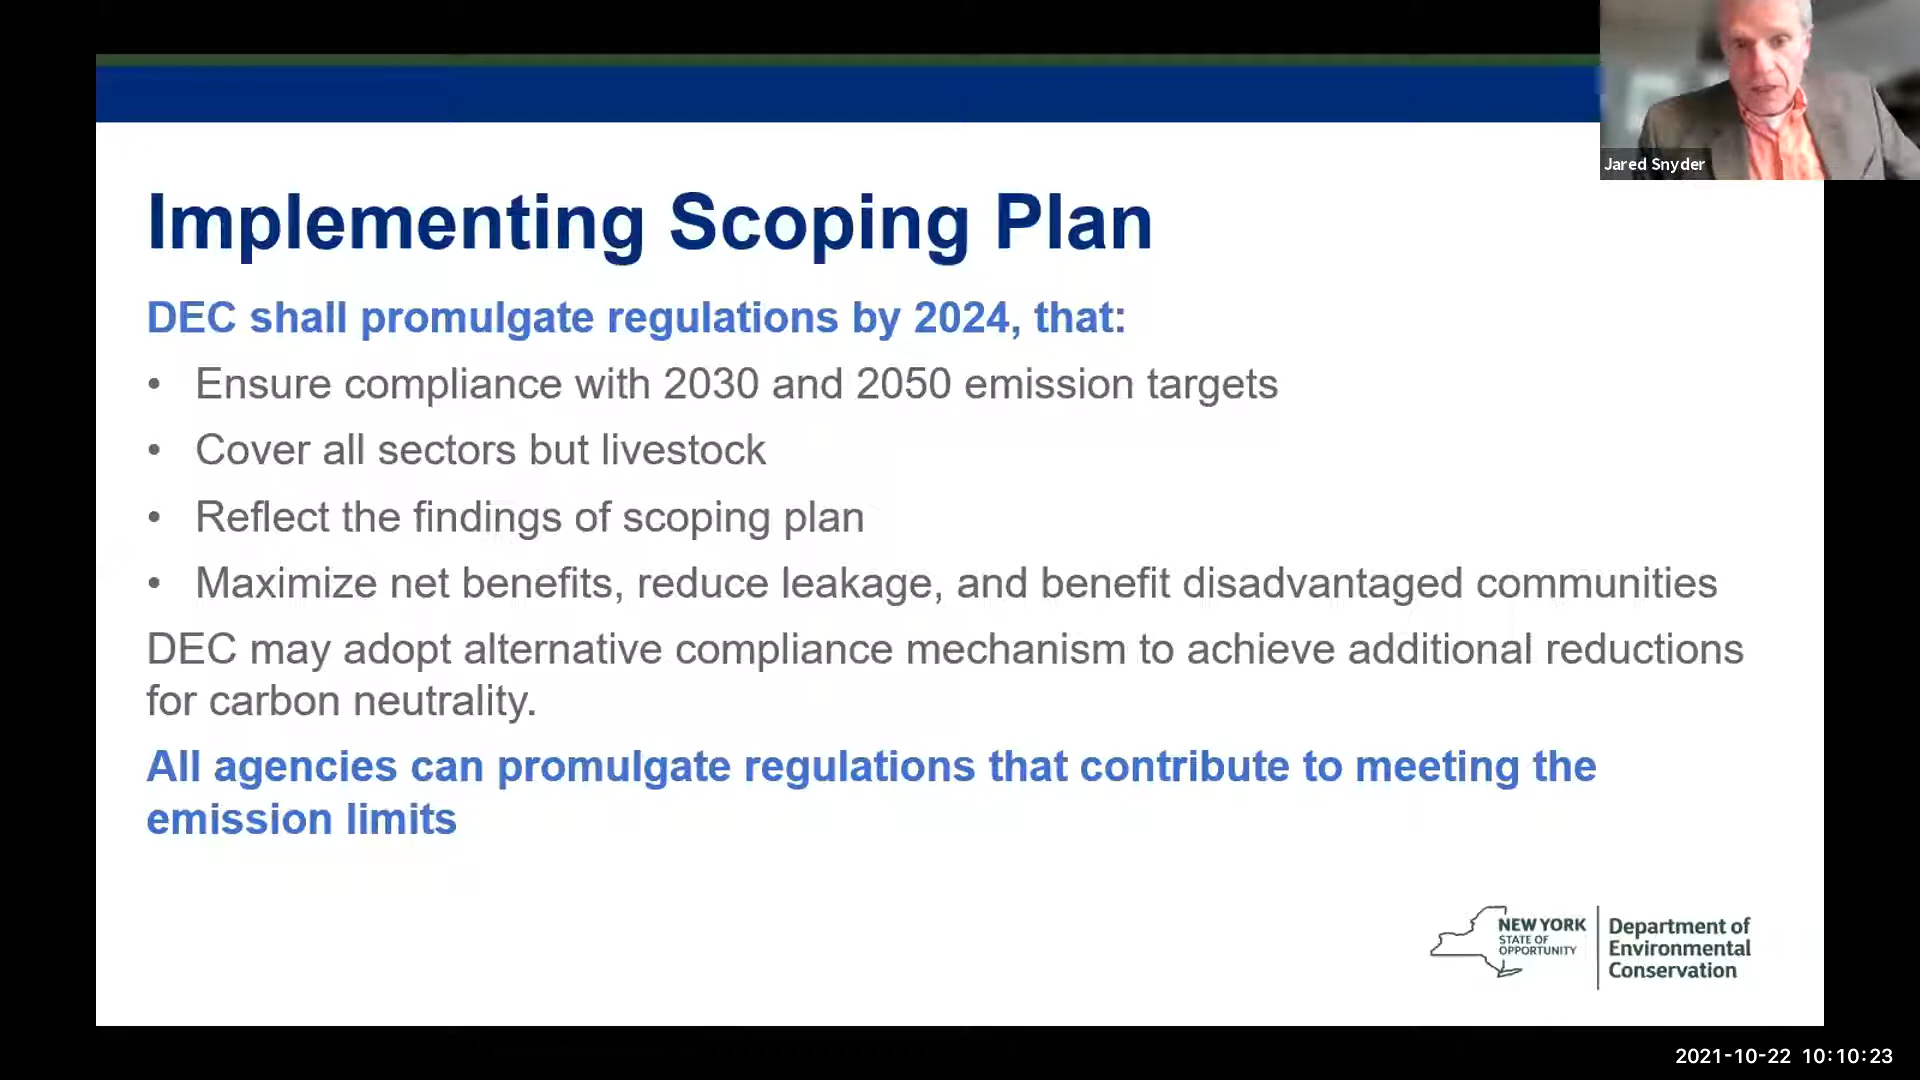 Jared Snyder
Implementing Scoping Plan
DEC shall promulgate regulations by 2024, that:
• Ensure compliance with 2030 and 2050 emission targets
• Cover all sectors but livestock
• Reflect the findings of scoping plan
• Maximize net benefits, reduce leakage, and benefit disadvantaged communities
DEC may adopt alternative compliance mechanism to achieve additional reductions
for carbon neutrality.
All agencies can promulgate regulations that contribute to meeting the
emission limits
NEW YORK
STATE OF
OPPORTUNITY
Department of
Environmental
Conservation
2021-10-22 10:10:23